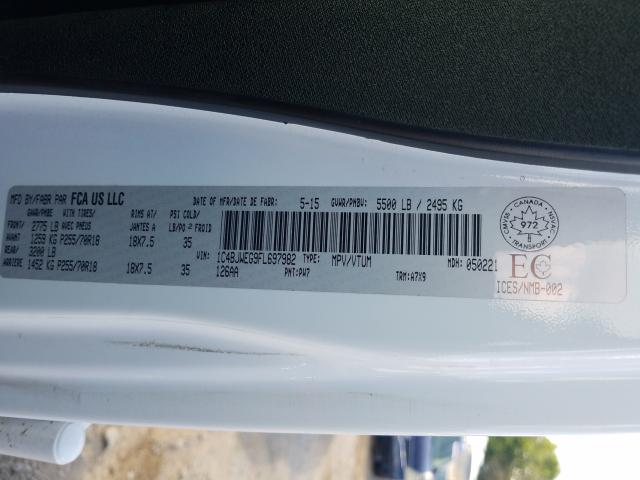 MFD BY/FABR PAR FCA US LLC
DATE OF MFR/DATE DE FABR: 5-15 GVWR/PNBV: 5500 LB / 2495 KG
GAWR/PNBE: WITH TIRES/ RIMS AT/ PSI COLD/
FRONT/ 2775 LB AVEC PNEUS JANTES A LB/PO² FROID
AVANT 1259 KG P255/70R18 18X7.5 35
REAR/ 3200 LB
ARRIERE 1452 KG P255/70R18 18X7.5 35
VIN: 1C4BJWEG9FL697982 TYPE: MPV/VTUM MDH: 050221
126AA PNT: PW7 TRM: A7X9
CANADA
CMVSS NSVAC
972
TRANSPORT
EC
ICES/NMB-002